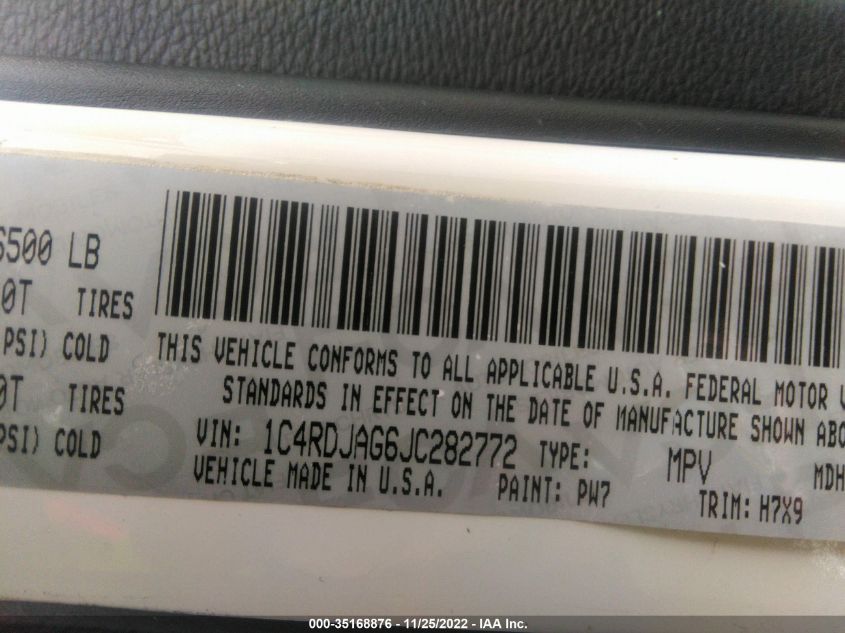 6500 LB
0T TIRES
PSI) COLD
0T TIRES
PSI) COLD
THIS VEHICLE CONFORMS TO ALL APPLICABLE U.S.A. FEDERAL MOTOR
STANDARDS IN EFFECT ON THE DATE OF MANUFACTURE SHOWN ABO
VIN: 1C4RDJAG6JC282772 TYPE: MPV MDH
VEHICLE MADE IN U.S.A. PAINT: PW7 TRIM: H7X9
000-35168876 - 11/25/2022 - IAA Inc.